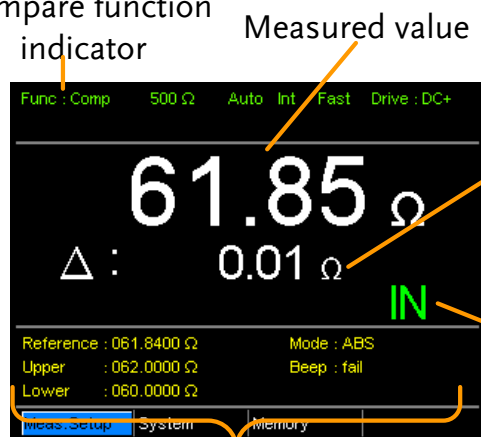 mpare function
indicator
Measured value
Func : Comp 500 Ω Auto Int Fast Drive : DC+
61.85 Ω
Δ : 0.01 Ω
IN
Reference : 061.8400 Ω Mode : ABS
Upper : 062.0000 Ω Beep : fail
Lower : 060.0000 Ω
Meas.Setup System Memory